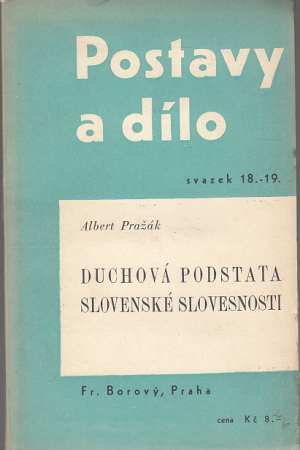 Postavy
a dílo
svazek 18.-19.
Albert Pražák
DUCHOVÁ PODSTATA
SLOVENSKÉ SLOVESNOSTI
Fr. Borový, Praha
cena Kč 8.—